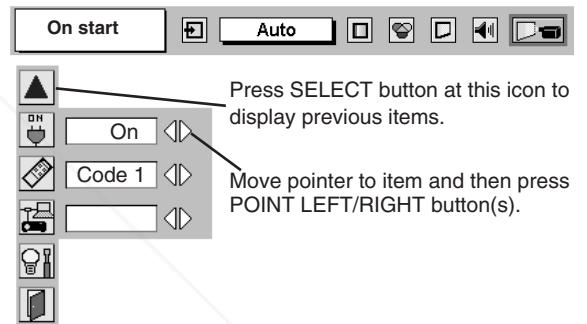 On start
Auto
Press SELECT button at this icon to
display previous items.
ON
On
Code 1
Move pointer to item and then press
POINT LEFT/RIGHT button(s).